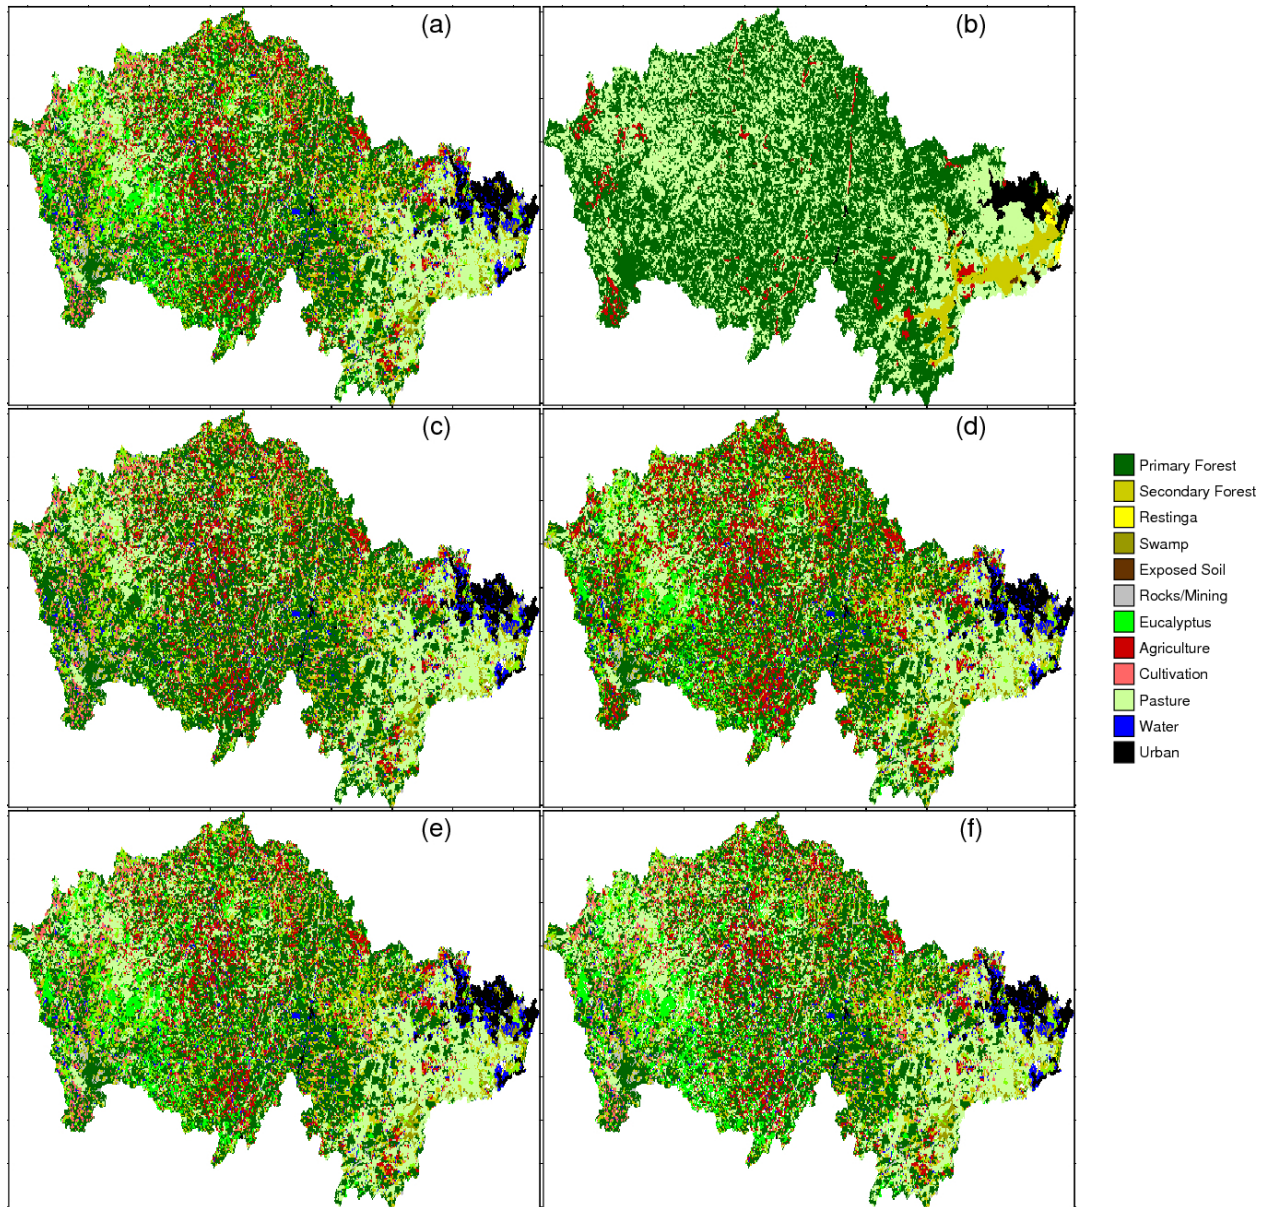 (a)
(b)
(c)
(d)
(e)
(f)
Primary Forest
Secondary Forest
Restinga
Swamp
Exposed Soil
Rocks/Mining
Eucalyptus
Agriculture
Cultivation
Pasture
Water
Urban